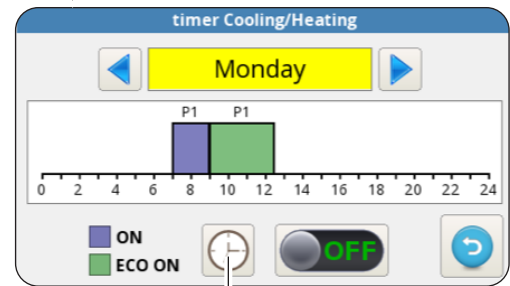 timer Cooling/Heating
Monday
P1 P1
0 2 4 6 8 10 12 14 16 18 20 22 24
ON
ECO ON
OFF